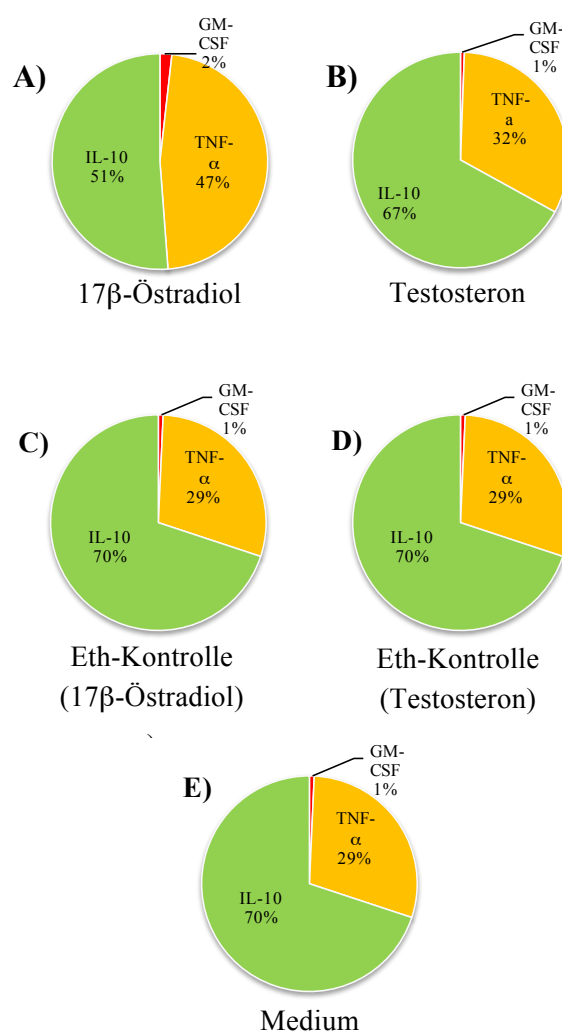 GM-
CSF
2%
A)
TNF-
α
47%
IL-10
51%
17β-Östradiol
GM-
CSF
1%
B)
TNF-
a
32%
IL-10
67%
Testosteron
GM-
CSF
1%
C)
TNF-
α
29%
IL-10
70%
Eth-Kontrolle
(17β-Östradiol)
GM-
CSF
1%
D)
TNF-
α
29%
IL-10
70%
Eth-Kontrolle
(Testosteron)
GM-
CSF
1%
E)
TNF-
α
29%
IL-10
70%
Medium